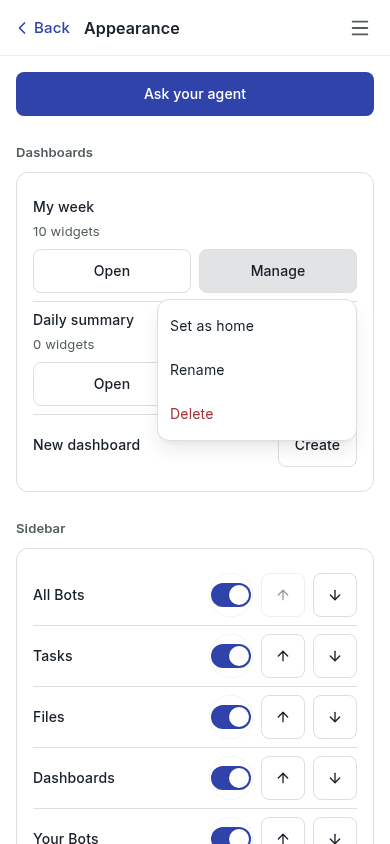 Back
Appearance
Ask your agent
Dashboards
My week
10 widgets
Open
Manage
Daily summary
0 widgets
Open
Set as home
Rename
Delete
New dashboard
Create
Sidebar
All Bots
Tasks
Files
Dashboards
Your Bots